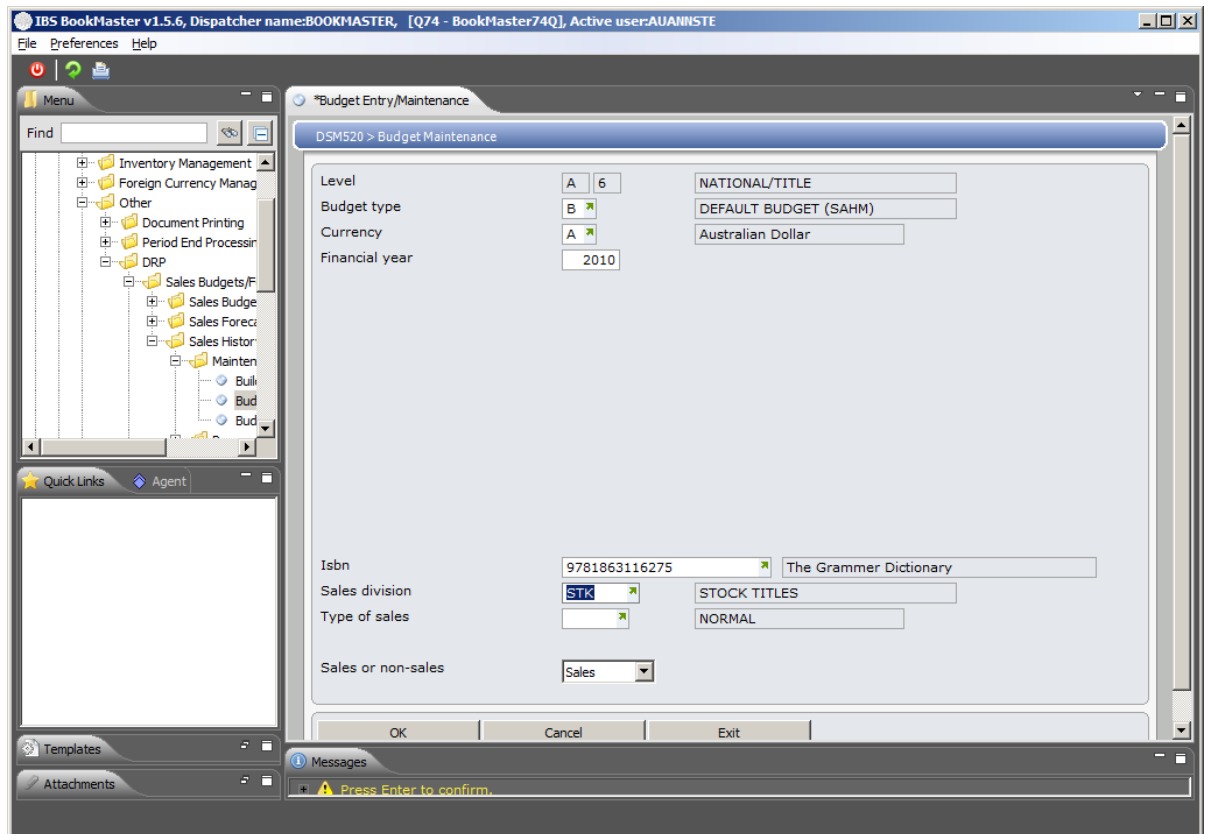 IBS BookMaster v1.5.6, Dispatcher name:BOOKMASTER, [Q74 - BookMaster74Q], Active user:AUANNSTE
File Preferences Help
Menu
Find
Inventory Management
Foreign Currency Manag
Other
Document Printing
Period End Processin
DRP
Sales Budgets/F
Sales Budge
Sales Foreca
Sales Histor
Mainten
Buil
Bud
Bud
Quick Links Agent
Templates
Attachments
*Budget Entry/Maintenance
DSM520 > Budget Maintenance
Level A 6 NATIONAL/TITLE
Budget type B DEFAULT BUDGET (SAHM)
Currency A Australian Dollar
Financial year 2010
Isbn 9781863116275 The Grammer Dictionary
Sales division STK STOCK TITLES
Type of sales NORMAL
Sales or non-sales Sales
OK Cancel Exit
Messages
Press Enter to confirm.